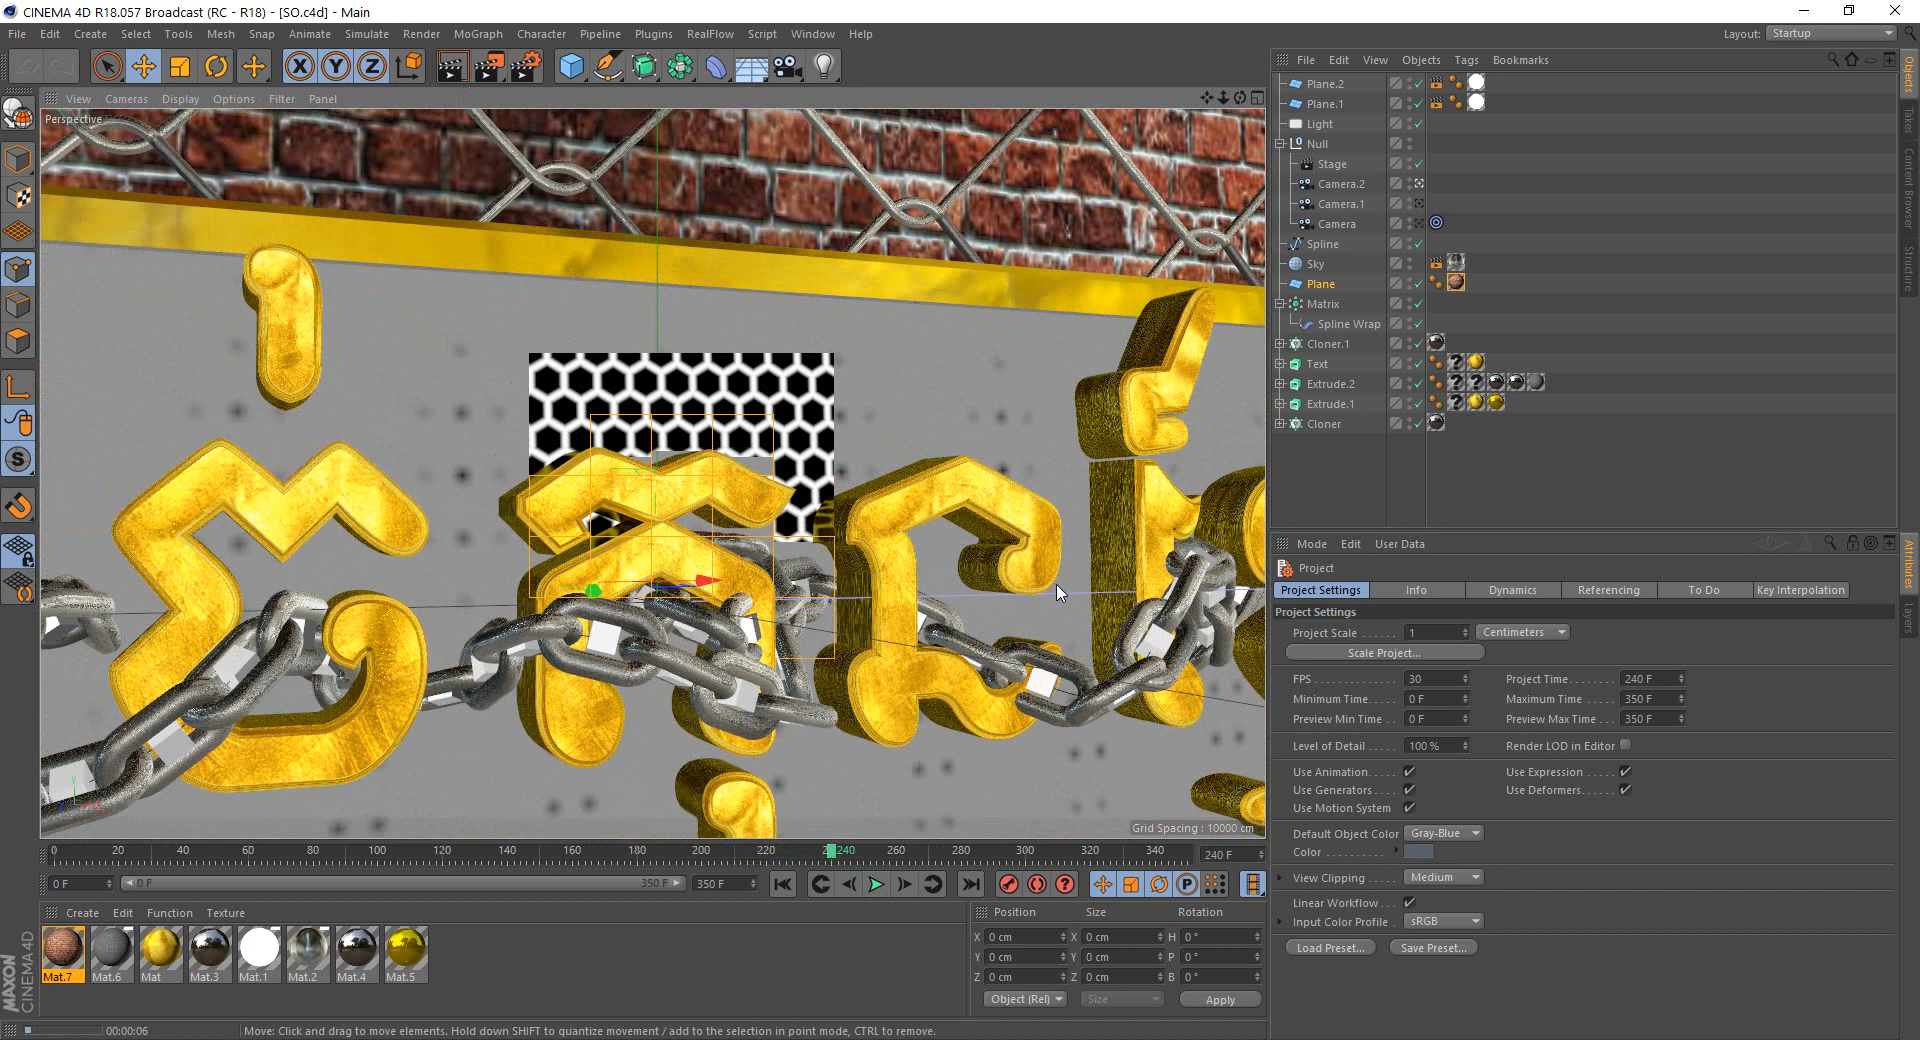 CINEMA 4D R18.057 Broadcast (RC - R18) - [SO.c4d] - Main
File Edit Create Select Tools Mesh Snap Animate Simulate Render MoGraph Character Pipeline Plugins RealFlow Script Window Help
Layout: Startup
View Cameras Display Options Filter Panel
Perspective
Grid Spacing : 10000 cm
File Edit View Objects Tags Bookmarks
Plane.2
Plane.1
Light
Null
Stage
Camera.2
Camera.1
Camera
Spline
Sky
Plane
Matrix
Spline Wrap
Cloner.1
Text
Extrude.2
Extrude.1
Cloner
Objects
Takes
Content Browser
Structure
Mode Edit User Data
Project
Project Settings Info Dynamics Referencing To Do Key Interpolation
Project Settings
Project Scale ...... 1 Centimeters
Scale Project...
FPS 30 Project Time 240 F
Minimum Time 0 F Maximum Time 350 F
Preview Min Time 0 F Preview Max Time 350 F
Level of Detail 100 % Render LOD in Editor
Use Animation Use Expression
Use Generators Use Deformers
Use Motion System
Default Object Color Gray-Blue
Color
View Clipping Medium
Linear Workflow
Input Color Profile sRGB
Load Preset... Save Preset...
Attributes
Layers
0 20 40 60 80 100 120 140 160 180 200 220 240 260 280 300 320 340 240 F
0 F 0 F 350 F 350 F
Create Edit Function Texture
Mat.7 Mat.6 Mat Mat.3 Mat.1 Mat.2 Mat.4 Mat.5
Position Size Rotation
X 0 cm X 0 cm H 0 °
Y 0 cm Y 0 cm P 0 °
Z 0 cm Z 0 cm B 0 °
Object (Rel) Size Apply
MAXON CINEMA 4D
00:00:06 Move: Click and drag to move elements. Hold down SHIFT to quantize movement / add to the selection in point mode, CTRL to remove.